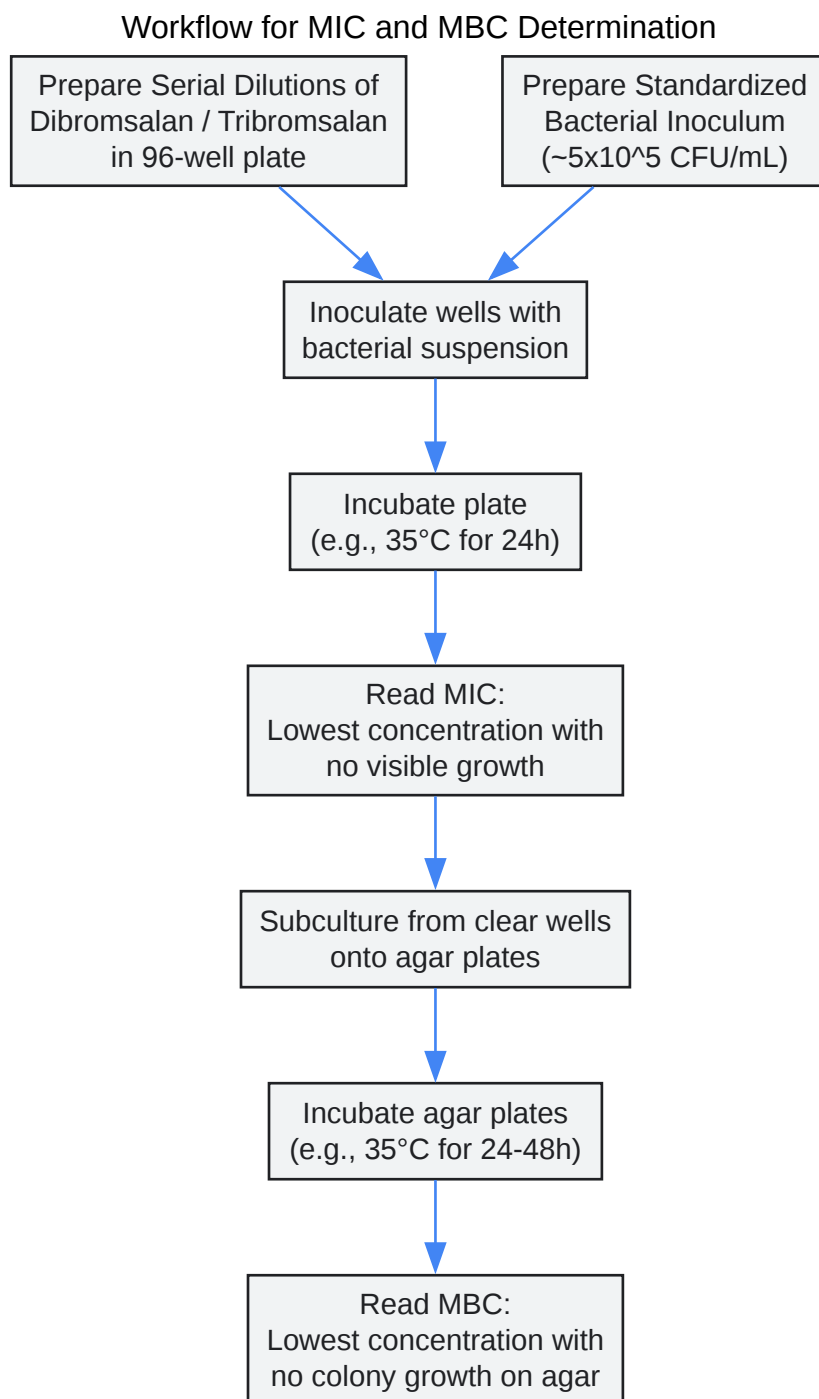 Workflow for MIC and MBC Determination
Prepare Serial Dilutions of
Dibromsalan / Tribromsalan
in 96-well plate
Prepare Standardized
Bacterial Inoculum
(~5x10^5 CFU/mL)
Inoculate wells with
bacterial suspension
Incubate plate
(e.g., 35°C for 24h)
Read MIC:
Lowest concentration with
no visible growth
Subculture from clear wells
onto agar plates
Incubate agar plates
(e.g., 35°C for 24-48h)
Read MBC:
Lowest concentration with
no colony growth on agar